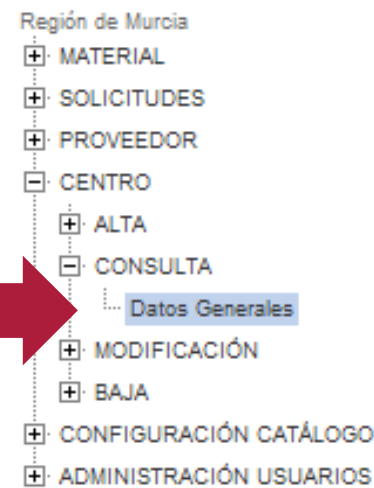 Región de Murcia
MATERIAL
SOLICITUDES
PROVEEDOR
CENTRO
ALTA
CONSULTA
Datos Generales
MODIFICACIÓN
BAJA
CONFIGURACIÓN CATÁLOGO
ADMINISTRACIÓN USUARIOS